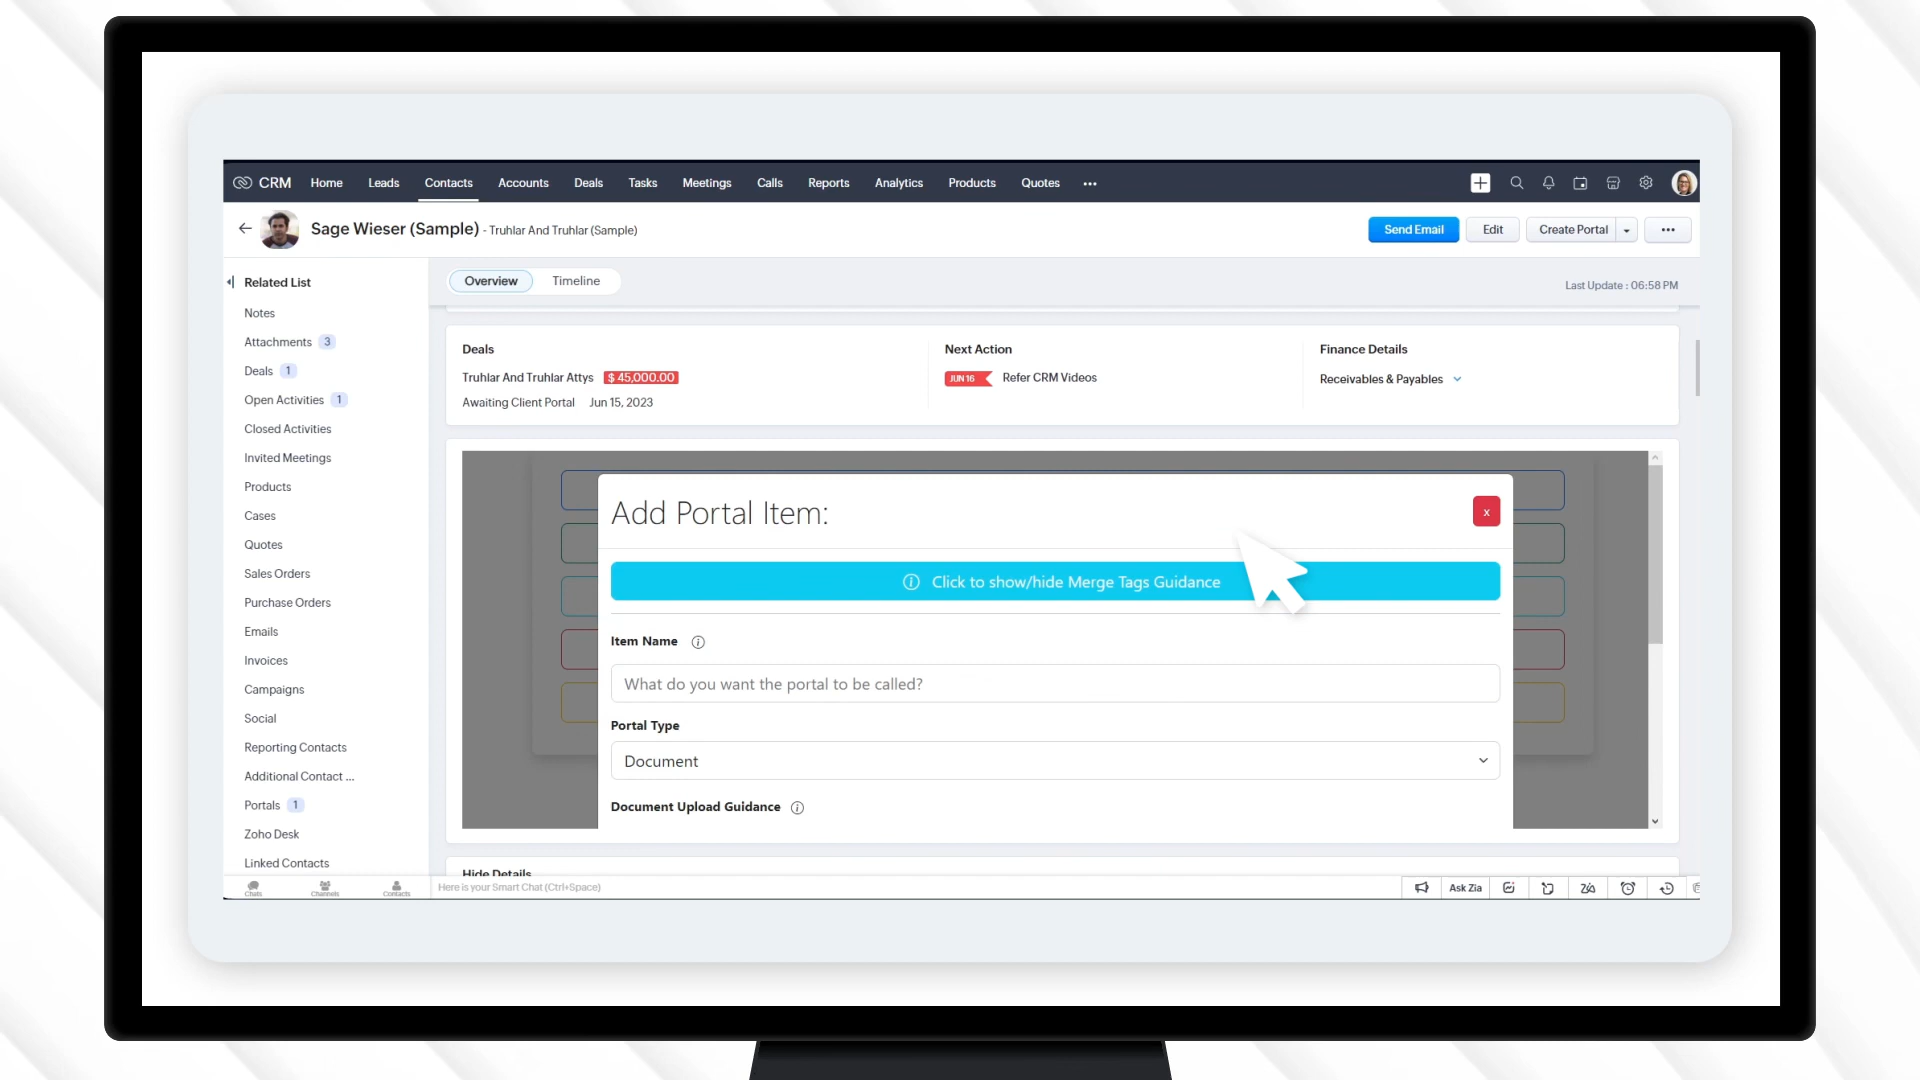 CRM Home Leads Contacts Accounts Deals Tasks Meetings Calls Reports Analytics Products Quotes
Sage Wieser (Sample) - Truhlar And Truhlar (Sample)
Send Email Edit Create Portal
Related List
Notes
Attachments 3
Deals 1
Open Activities 1
Closed Activities
Invited Meetings
Products
Cases
Quotes
Sales Orders
Purchase Orders
Emails
Invoices
Campaigns
Social
Reporting Contacts
Additional Contact ...
Portals 1
Zoho Desk
Linked Contacts
Overview Timeline
Last Update : 06:58 PM
Deals
Truhlar And Truhlar Attys $ 45,000.00
Awaiting Client Portal Jun 15, 2023
Next Action
JUN 16 Refer CRM Videos
Finance Details
Receivables & Payables
Add Portal Item:
x
Click to show/hide Merge Tags Guidance
Item Name
What do you want the portal to be called?
Portal Type
Document
Document Upload Guidance
Hide Details
Chats Channels Contacts
Here is your Smart Chat (Ctrl+Space)
Ask Zia